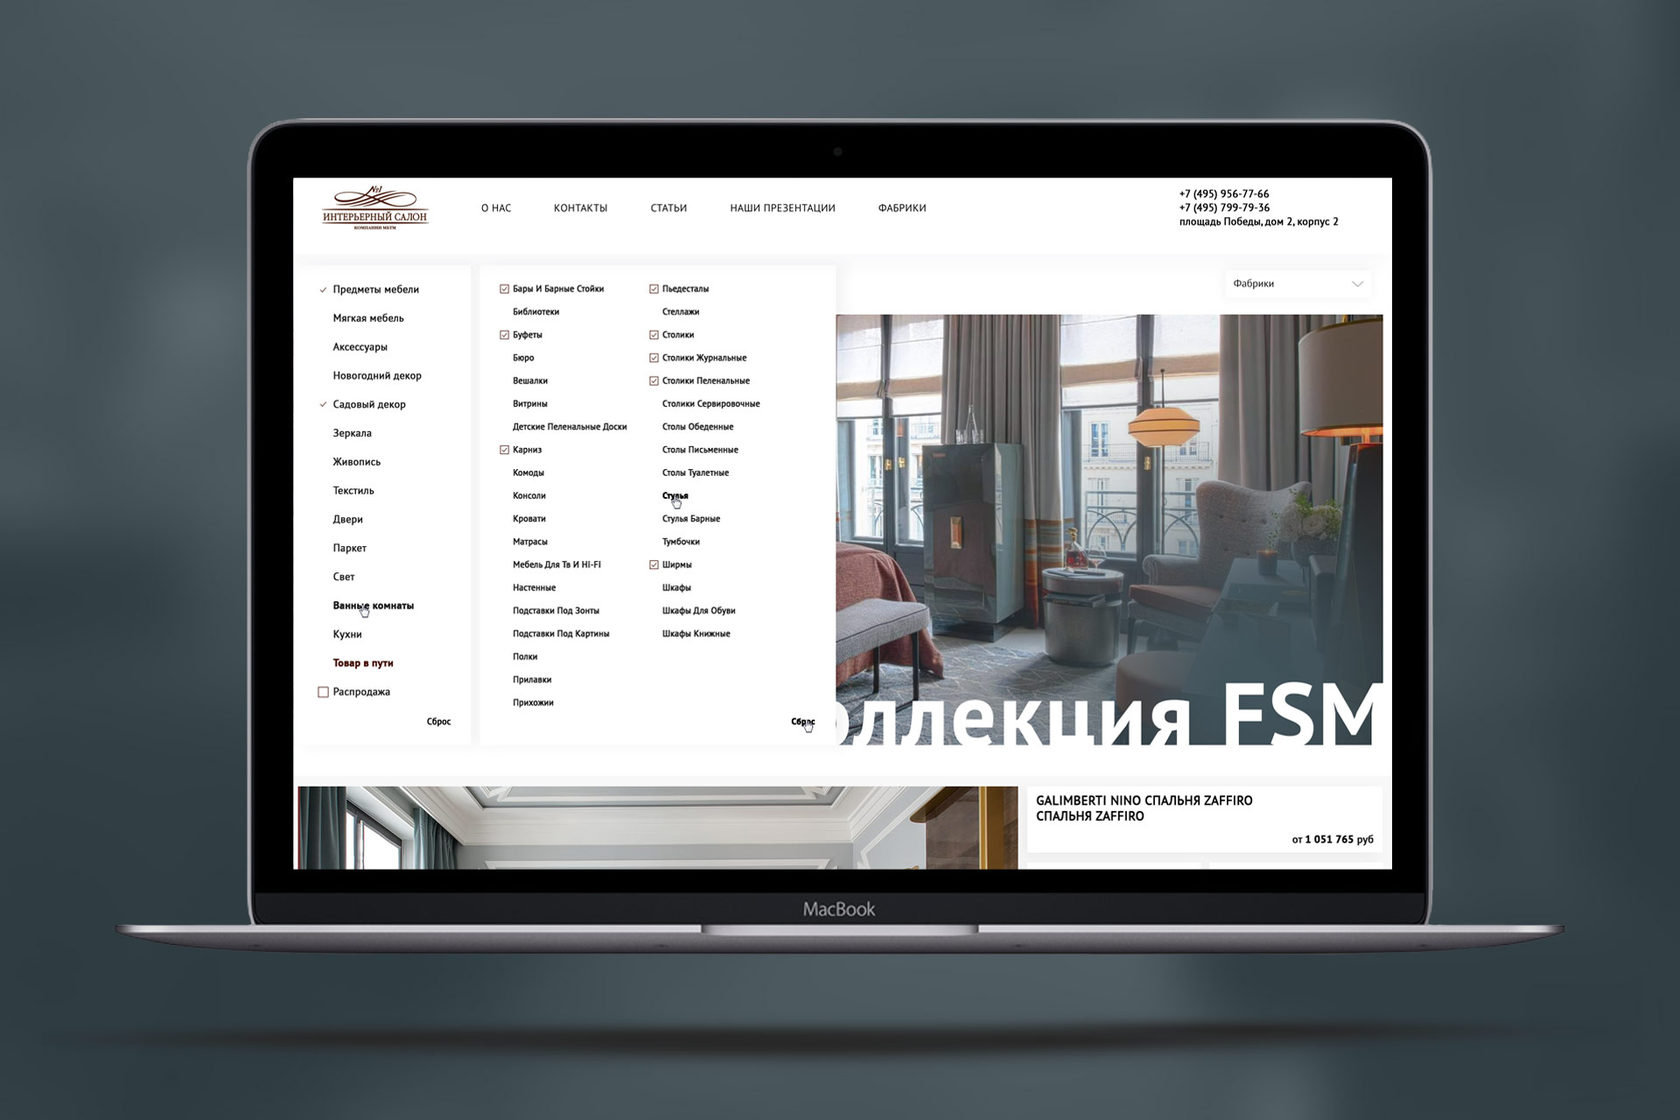 №1
ИНТЕРЬЕРНЫЙ САЛОН
КОМПАНИИ МЕГМ
О НАС
КОНТАКТЫ
СТАТЬИ
НАШИ ПРЕЗЕНТАЦИИ
ФАБРИКИ
+7 (495) 956-77-66
+7 (495) 799-79-36
площадь Победы, дом 2, корпус 2
Предметы мебели
Мягкая мебель
Аксессуары
Новогодний декор
Садовый декор
Зеркала
Живопись
Текстиль
Двери
Паркет
Свет
Ванные комнаты
Кухни
Товар в пути
Распродажа
Сброс
Бары И Барные Стойки
Библиотеки
Буфеты
Бюро
Вешалки
Витрины
Детские Пеленальные Доски
Карниз
Комоды
Консоли
Кровати
Матрасы
Мебель Для Тв И Hi-Fi
Настенные
Подставки Под Зонты
Подставки Под Картины
Полки
Прилавки
Прихожии
Пьедесталы
Стеллажи
Столики
Столики Журнальные
Столики Пеленальные
Столики Сервировочные
Столы Обеденные
Столы Письменные
Столы Туалетные
Стулья
Стулья Барные
Тумбочки
Ширмы
Шкафы
Шкафы Для Обуви
Шкафы Книжные
Сброс
Фабрики
оллекция FSM
GALIMBERTI NINO СПАЛЬНЯ ZAFFIRO
СПАЛЬНЯ ZAFFIRO
от 1 051 765 руб
MacBook